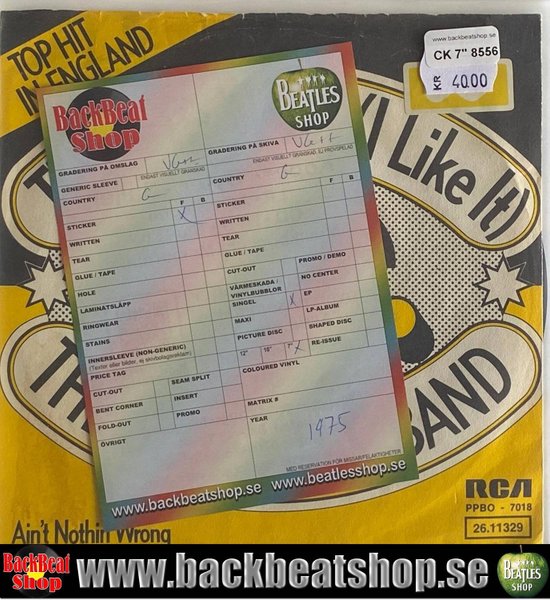 TOP HIT
IN ENGLAND
www.backbeatshop.se
CK 7" 8556
KR 40.00
(I Like It)
BAND
BackBeat
Shop
BEATLES
SHOP
GRADERING PÅ OMSLAG
ENDAST VISUELLT GRANSKAD
GENERIC SLEEVE
COUNTRY G
F B
STICKER X
WRITTEN
TEAR
GLUE / TAPE
HOLE
LAMINATSLÄPP
RINGWEAR
STAINS
INNERSLEEVE (NON-GENERIC)
(Texter eller bilder, ej skivbolagsreklam)
PRICE TAG
CUT-OUT
SEAM SPLIT
BENT CORNER
INSERT
FOLD-OUT
PROMO
ÖVRIGT
GRADERING PÅ SKIVA
ENDAST VISUELLT GRANSKAD, EJ PROVSPELAD
COUNTRY G
F B
STICKER
WRITTEN
TEAR
GLUE / TAPE
CUT-OUT
PROMO / DEMO
VÄRMESKADA /
VINYLBUBBLOR
NO CENTER
SINGEL X
EP
MAXI
LP-ALBUM
PICTURE DISC
SHAPED DISC
12" 10" 7" X
RE-ISSUE
COLOURED VINYL
MATRIX #
YEAR
1975
MED RESERVATION FÖR MISSAR/FELAKTIGHETER
www.backbeatshop.se www.beatlesshop.se
RCA
PPBO - 7018
26.11329
Ain't Nothin Wrong
BackBeat
Shop
www.backbeatshop.se
BEATLES
SHOP